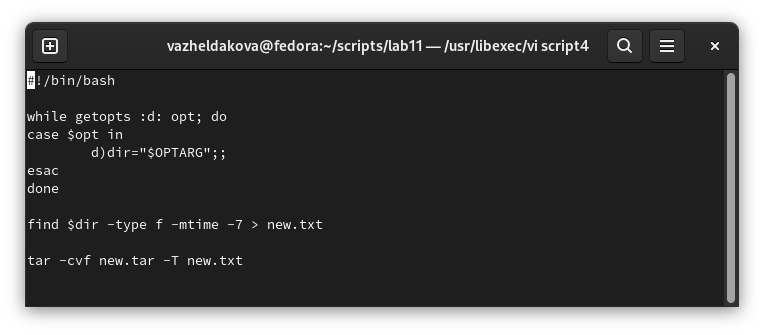 vazheldakova@fedora:~/scripts/lab11 — /usr/libexec/vi script4
#!/bin/bash
while getopts :d: opt; do
case $opt in
d)dir="$OPTARG";;
esac
done
find $dir -type f -mtime -7 > new.txt
tar -cvf new.tar -T new.txt